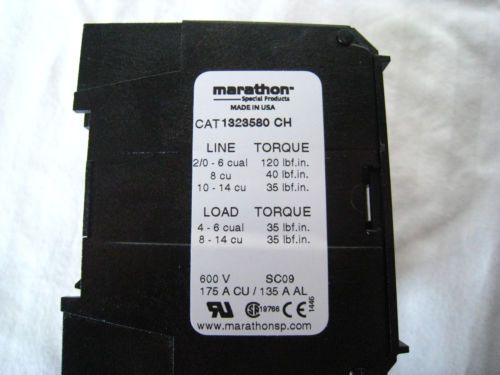 marathon™
Special Products
MADE IN USA
CAT 1323580 CH
LINE TORQUE
2/0 - 6 cual 120 lbf.in.
8 cu 40 lbf.in.
10 - 14 cu 35 lbf.in.
LOAD TORQUE
4 - 6 cual 35 lbf.in.
8 - 14 cu 35 lbf.in.
600 V SC09
175 A CU / 135 A AL
19766 CE 1446
www.marathonsp.com